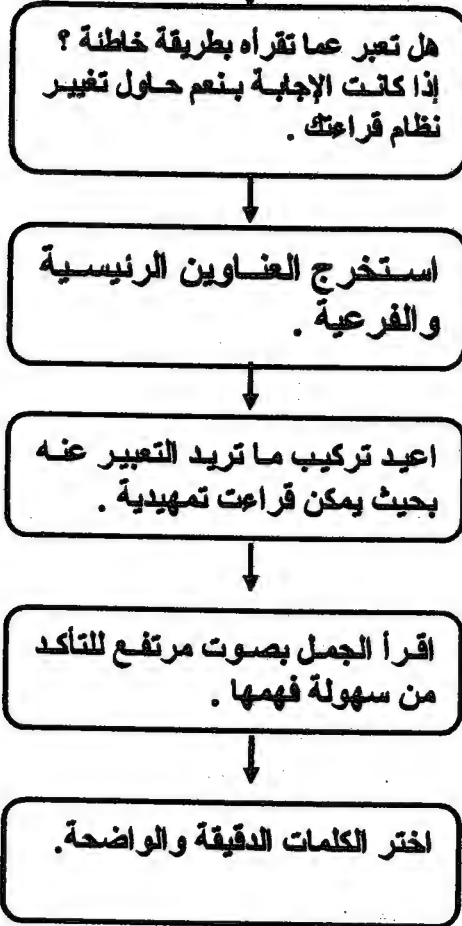 هل تعبر عما تقرأه بطريقة خاطئة ؟
إذا كانت الإجابة بنعم حاول تغيير
نظام قراعتك .
استخرج العناوين الرئيسية
والفرعية .
اعيد تركيب ما تريد التعبير عنه
بحيث يمكن قراعت تمهيدية .
اقرأ الجمل بصوت مرتفع للتأكد
من سهولة فهمها .
اختر الكلمات الدقيقة والواضحة.